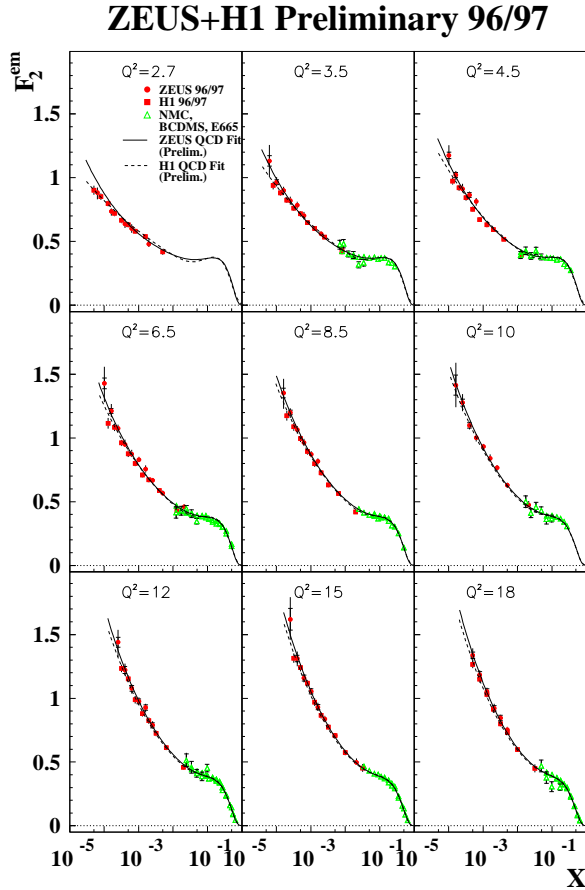 ZEUS+H1 Preliminary 96/97
F₂ᵉᵐ
Q²=2.7
Q²=3.5
Q²=4.5
ZEUS 96/97
H1 96/97
NMC,
BCDMS, E665
ZEUS QCD Fit
(Prelim.)
H1 QCD Fit
(Prelim.)
1.5
1
0.5
0
Q²=6.5
Q²=8.5
Q²=10
1.5
1
0.5
0
Q²=12
Q²=15
Q²=18
1.5
1
0.5
0
10⁻⁵ 10⁻³ 10⁻¹ 10⁻⁵ 10⁻³ 10⁻¹ 10⁻⁵ 10⁻³ 10⁻¹
X